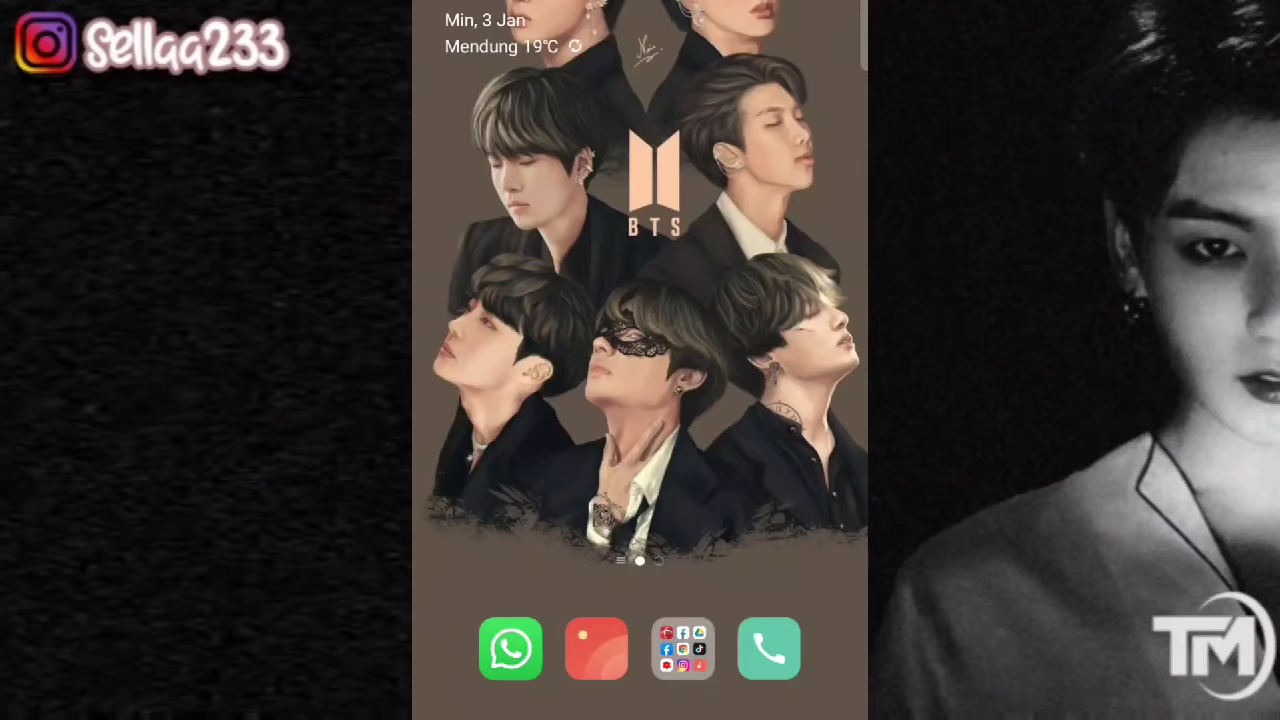 Sellaa233
Min, 3 Jan
Mendung 19°C
BTS
TM